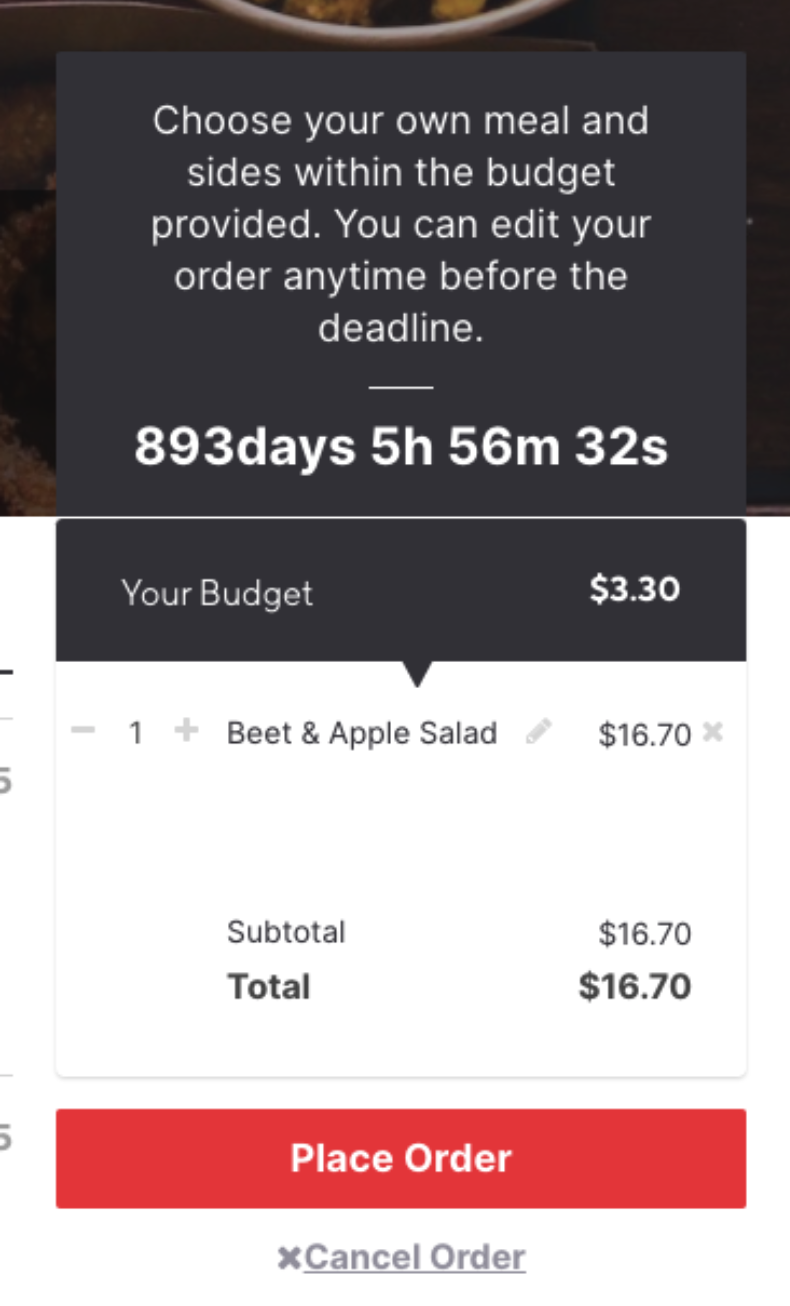 Choose your own meal and
sides within the budget
provided. You can edit your
order anytime before the
deadline.
893days 5h 56m 32s
Your Budget $3.30
1 Beet & Apple Salad $16.70
5
Subtotal $16.70
Total $16.70
5
Place Order
Cancel Order